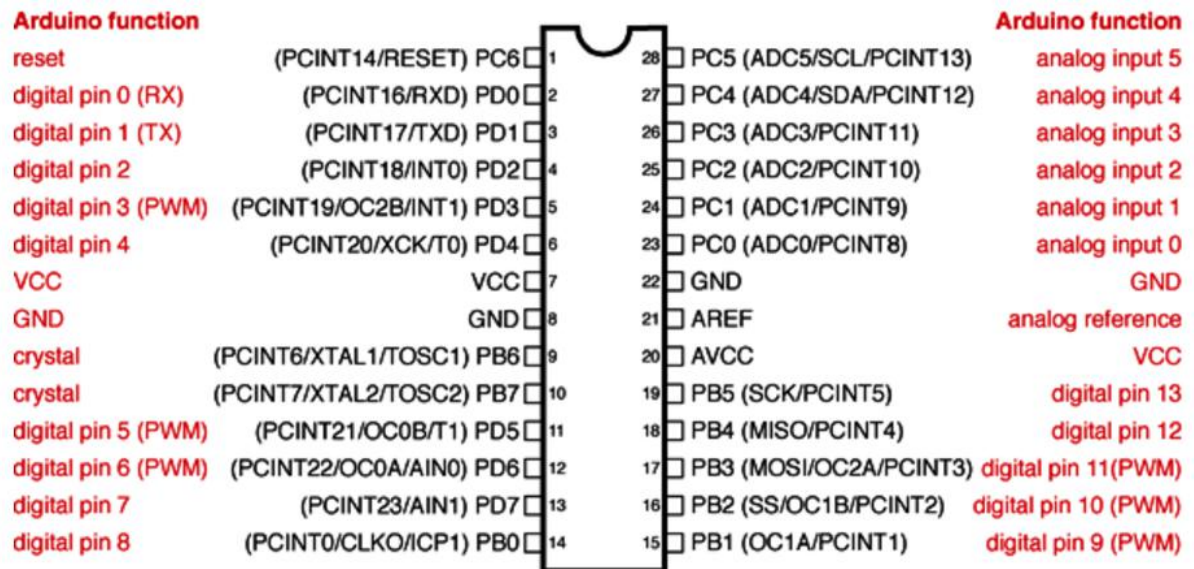 Arduino function Arduino function
reset (PCINT14/RESET) PC6 1 28 PC5 (ADC5/SCL/PCINT13) analog input 5
digital pin 0 (RX) (PCINT16/RXD) PD0 2 27 PC4 (ADC4/SDA/PCINT12) analog input 4
digital pin 1 (TX) (PCINT17/TXD) PD1 3 26 PC3 (ADC3/PCINT11) analog input 3
digital pin 2 (PCINT18/INT0) PD2 4 25 PC2 (ADC2/PCINT10) analog input 2
digital pin 3 (PWM) (PCINT19/OC2B/INT1) PD3 5 24 PC1 (ADC1/PCINT9) analog input 1
digital pin 4 (PCINT20/XCK/T0) PD4 6 23 PC0 (ADC0/PCINT8) analog input 0
VCC VCC 7 22 GND GND
GND GND 8 21 AREF analog reference
crystal (PCINT6/XTAL1/TOSC1) PB6 9 20 AVCC VCC
crystal (PCINT7/XTAL2/TOSC2) PB7 10 19 PB5 (SCK/PCINT5) digital pin 13
digital pin 5 (PWM) (PCINT21/OC0B/T1) PD5 11 18 PB4 (MISO/PCINT4) digital pin 12
digital pin 6 (PWM) (PCINT22/OC0A/AIN0) PD6 12 17 PB3 (MOSI/OC2A/PCINT3) digital pin 11(PWM)
digital pin 7 (PCINT23/AIN1) PD7 13 16 PB2 (SS/OC1B/PCINT2) digital pin 10 (PWM)
digital pin 8 (PCINT0/CLKO/ICP1) PB0 14 15 PB1 (OC1A/PCINT1) digital pin 9 (PWM)